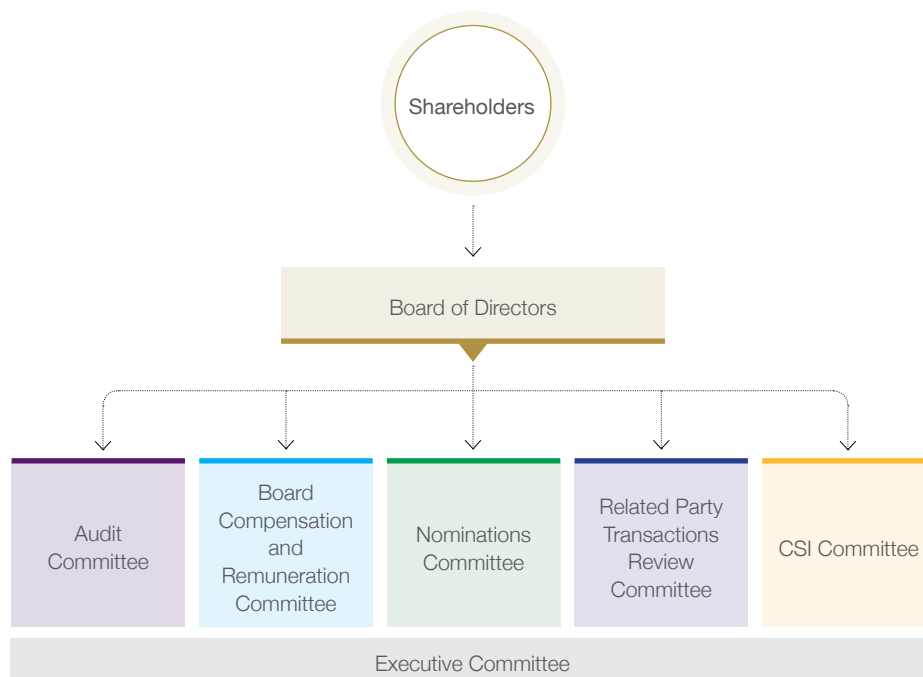 Shareholders
Board of Directors
Audit
Committee
Board
Compensation
and
Remuneration
Committee
Nominations
Committee
Related Party
Transactions
Review
Committee
CSI Committee
Executive Committee